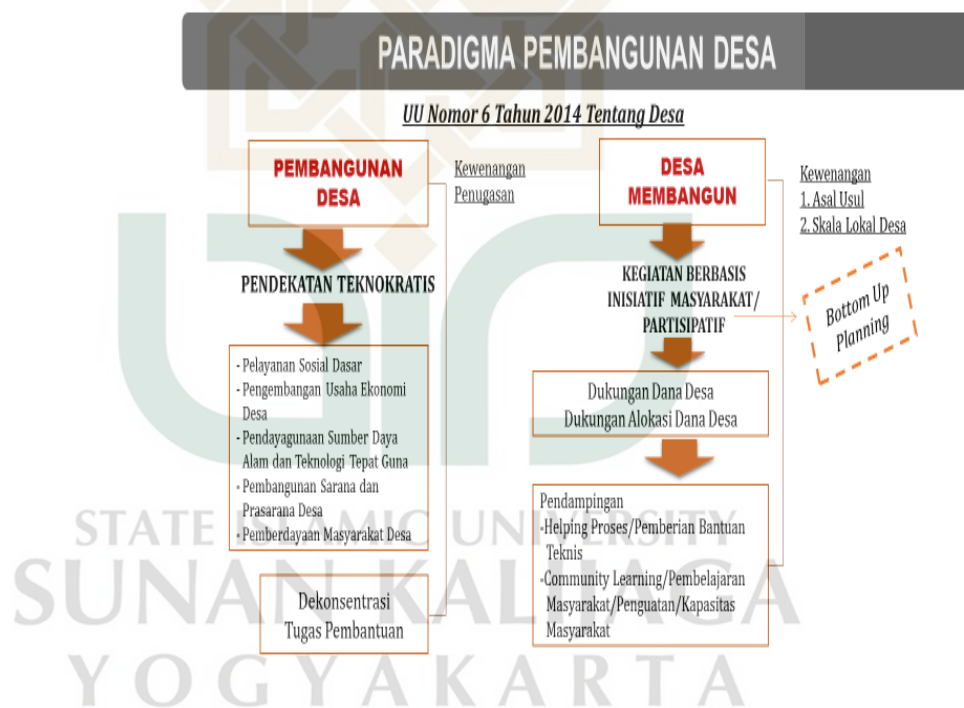 PARADIGMA PEMBANGUNAN DESA
UU Nomor 6 Tahun 2014 Tentang Desa
PEMBANGUNAN
DESA
Kewenangan
Penugasan
PENDEKATAN TEKNOKRATIS
- Pelayanan Sosial Dasar
- Pengembangan Usaha Ekonomi
Desa
- Pendayagunaan Sumber Daya
Alam dan Teknologi Tepat Guna
- Pembangunan Sarana dan
Prasarana Desa
- Pemberdayaan Masyarakat Desa
Dekonsentrasi
Tugas Pembantuan
DESA
MEMBANGUN
Kewenangan
1. Asal Usul
2. Skala Lokal Desa
KEGIATAN BERBASIS
INISIATIF MASYARAKAT/
PARTISIPATIF
Bottom Up
Planning
Dukungan Dana Desa
Dukungan Alokasi Dana Desa
Pendampingan
-Helping Proses/Pemberian Bantuan
Teknis
-Community Learning/Pembelajaran
Masyarakat/Penguatan/Kapasitas
Masyarakat
STATE ISLAMIC UNIVERSITY
SUNAN KALIJAGA
YOGYAKARTA